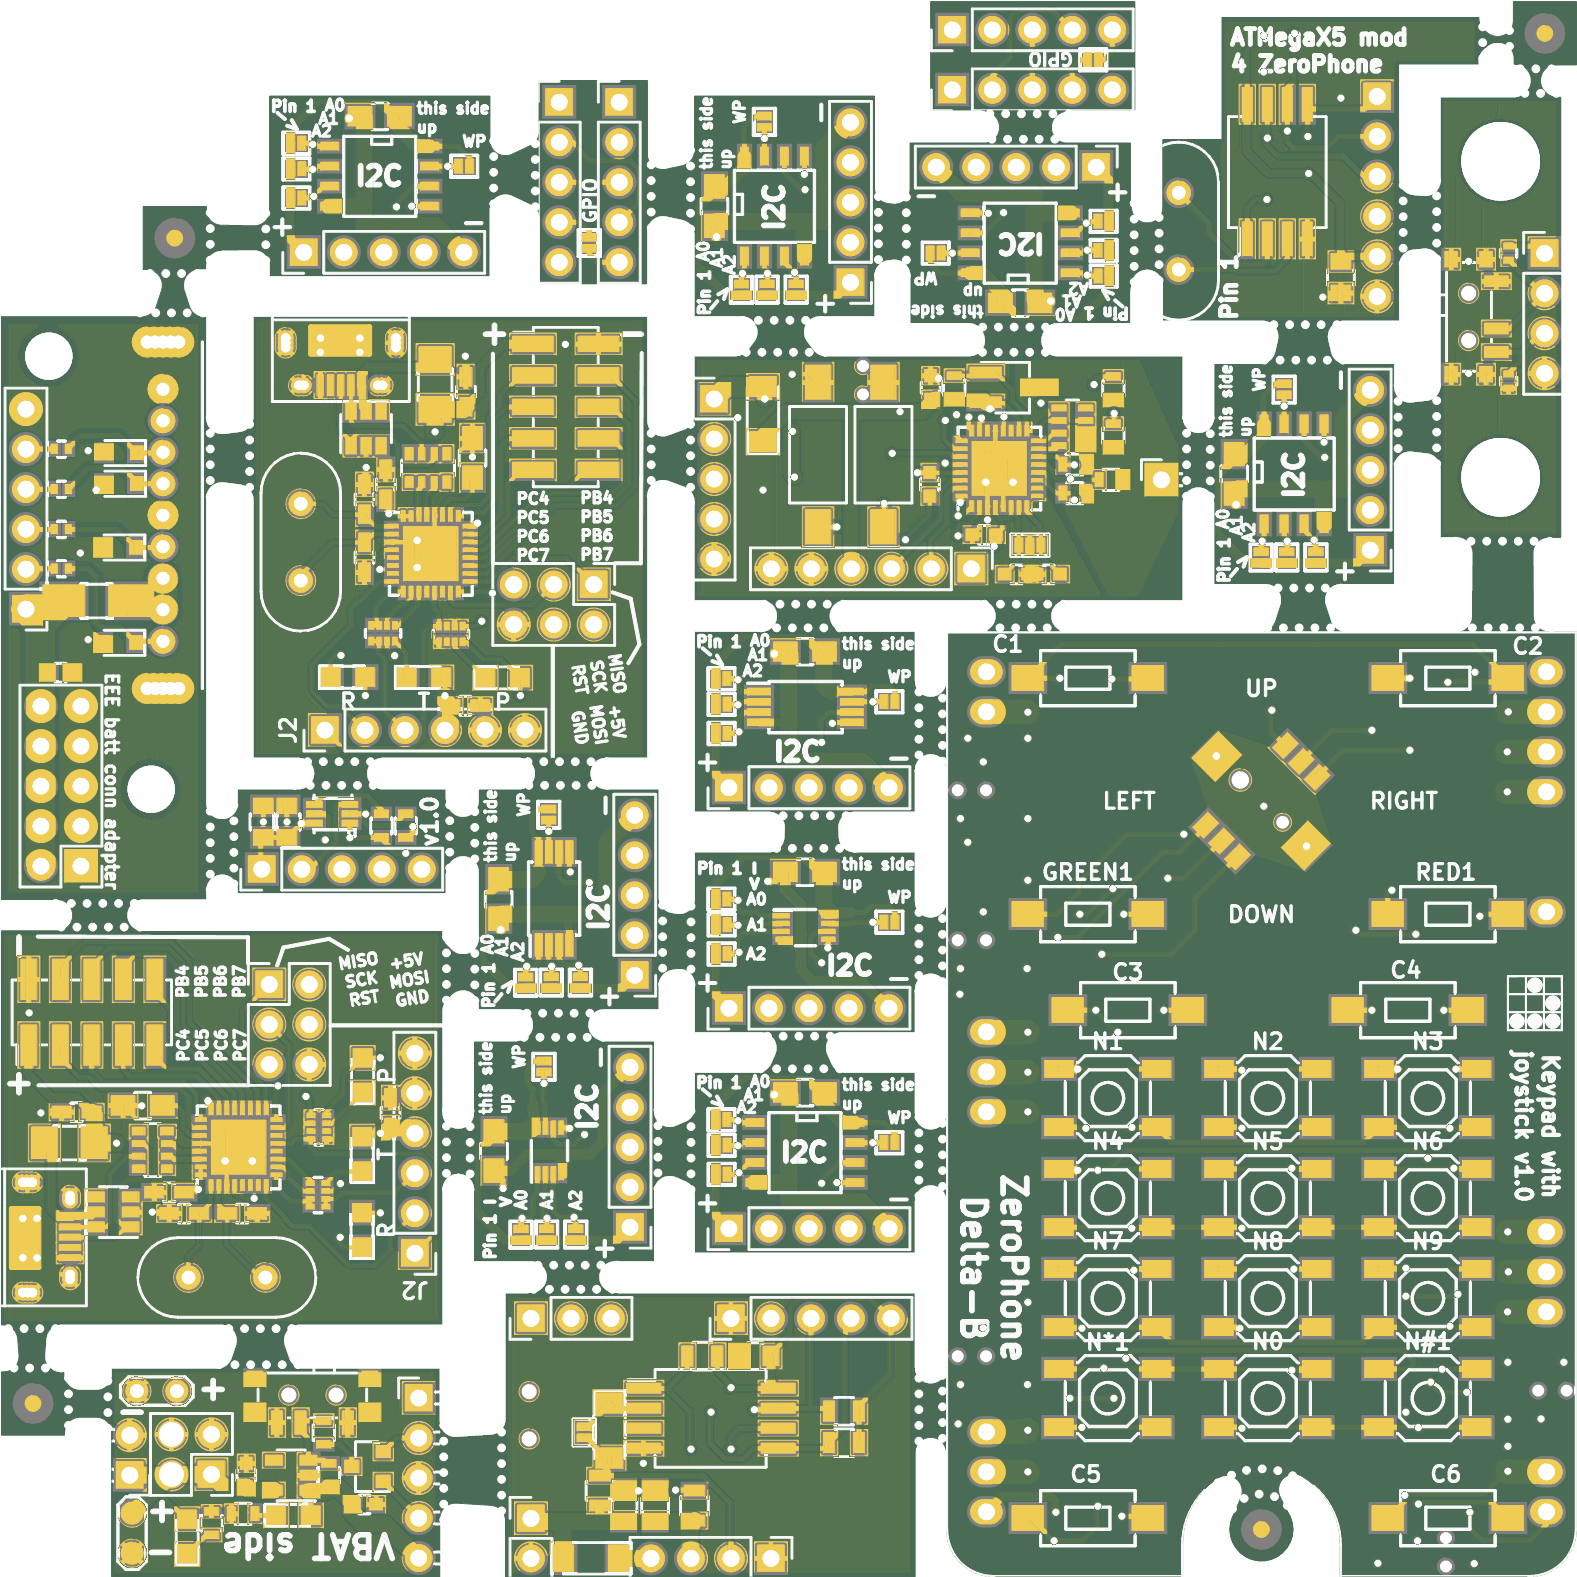 ATMegaX5 mod
4 ZeroPhone
GPIO
Pin 1 A0
A1
A2
this side
up
WP
I2C
+
-
GPIO
this side
up
WP
I2C
Pin 1 A0
A1
A2
+
-
I2C
WP
this side
up
Pin 1 A0
A1
A2
+
-
Pin 1
+
-
PC4 PB4
PC5 PB5
PC6 PB6
PC7 PB7
MISO +5V
SCK MOSI
RST GND
R T P
J2
this side
up
WP
I2C
Pin 1 A0
A1
A2
+
-
EEE batt conn adapter
v1.0
Pin 1 A0
A1
A2
this side
up
WP
I2C
+
-
this side
up
WP
I2C
Pin 1 A0
A1
A2
+
-
Pin 1 I
V
A0
A1
A2
this side
up
WP
I2C
+
-
-
+
PB4
PB5
PB6
PB7
PC4
PC5
PC6
PC7
MISO +5V
SCK MOSI
RST GND
P
T
R
J2
this side
up
WP
I2C
Pin 1 I
V
A0
A1
A2
+
-
Pin 1 A0
A1
A2
this side
up
WP
I2C
+
-
+
-
+
-
VBAT side
C1 C2
UP
LEFT RIGHT
GREEN1 RED1
DOWN
C3 C4
N1 N2 N3
N4 N5 N6
N7 N8 N9
N*1 N0 N#1
C5 C6
Keypad with
joystick v1.0
ZeroPhone
Delta-B